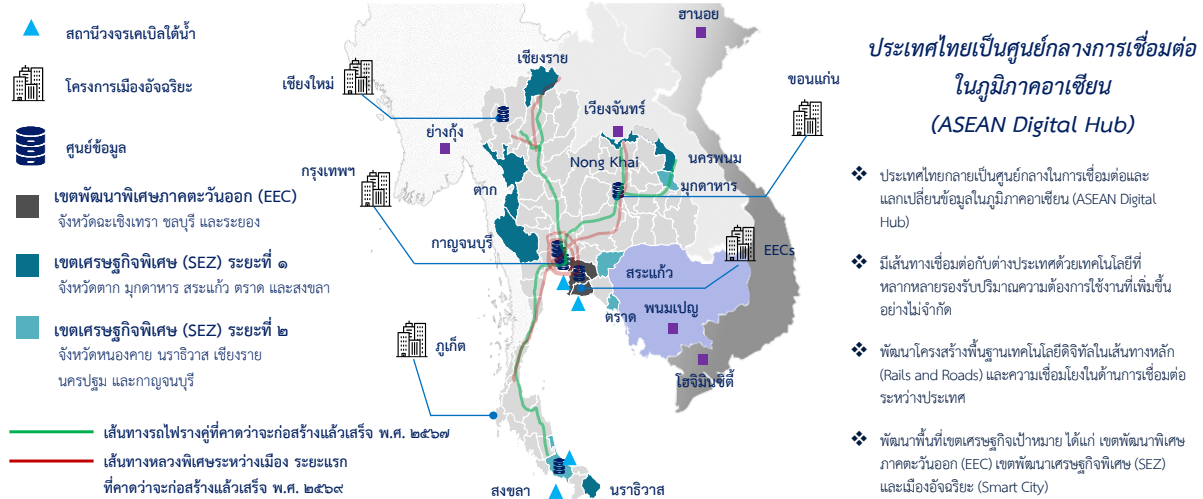 สถานีวงจรเคเบิลใต้น้ำ
โครงการเมืองอัจฉริยะ
ศูนย์ข้อมูล
เขตพัฒนาพิเศษภาคตะวันออก (EEC)
จังหวัดฉะเชิงเทรา ชลบุรี และระยอง
เขตเศรษฐกิจพิเศษ (SEZ) ระยะที่ ๑
จังหวัดตาก มุกดาหาร สระแก้ว ตราด และสงขลา
เขตเศรษฐกิจพิเศษ (SEZ) ระยะที่ ๒
จังหวัดหนองคาย นราธิวาส เชียงราย
นครปฐม และกาญจนบุรี
เส้นทางรถไฟรางคู่ที่คาดว่าจะก่อสร้างแล้วเสร็จ พ.ศ. ๒๕๖๗
เส้นทางหลวงพิเศษระหว่างเมือง ระยะแรก
ที่คาดว่าจะก่อสร้างแล้วเสร็จ พ.ศ. ๒๕๖๙
ฮานอย
เชียงราย
เชียงใหม่
ขอนแก่น
เวียงจันทร์
ย่างกุ้ง
Nong Khai
นครพนม
กรุงเทพฯ
มุกดาหาร
ตาก
กาญจนบุรี
EECs
สระแก้ว
พนมเปญ
ตราด
ภูเก็ต
โฮจิมินซิตี้
สงขลา
นราธิวาส
ประเทศไทยเป็นศูนย์กลางการเชื่อมต่อ
ในภูมิภาคอาเซียน
(ASEAN Digital Hub)
❖ ประเทศไทยกลายเป็นศูนย์กลางในการเชื่อมต่อและ
แลกเปลี่ยนข้อมูลในภูมิภาคอาเซียน (ASEAN Digital
Hub)
❖ มีเส้นทางเชื่อมต่อกับต่างประเทศด้วยเทคโนโลยีที่
หลากหลายรองรับปริมาณความต้องการใช้งานที่เพิ่มขึ้น
อย่างไม่จำกัด
❖ พัฒนาโครงสร้างพื้นฐานเทคโนโลยีดิจิทัลในเส้นทางหลัก
(Rails and Roads) และความเชื่อมโยงในด้านการเชื่อมต่อ
ระหว่างประเทศ
❖ พัฒนาพื้นที่เขตเศรษฐกิจเป้าหมาย ได้แก่ เขตพัฒนาพิเศษ
ภาคตะวันออก (EEC) เขตพัฒนาเศรษฐกิจพิเศษ (SEZ)
และเมืองอัจฉริยะ (Smart City)